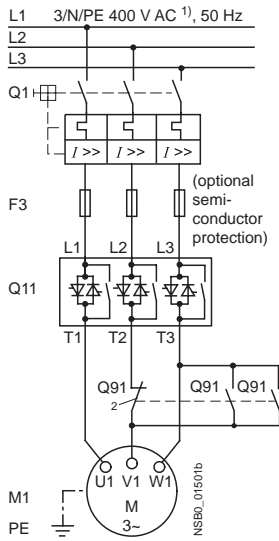 L1 3/N/PE 400 V AC 1), 50 Hz
L2
L3
Q1
I >> I >> I >>
F3
(optional
semi-
conductor
protection)
L1 L2 L3
Q11
T1 T2 T3
Q91 Q91 Q91
2
U1 V1 W1
M1
M
3~
PE
NSB0_01501b